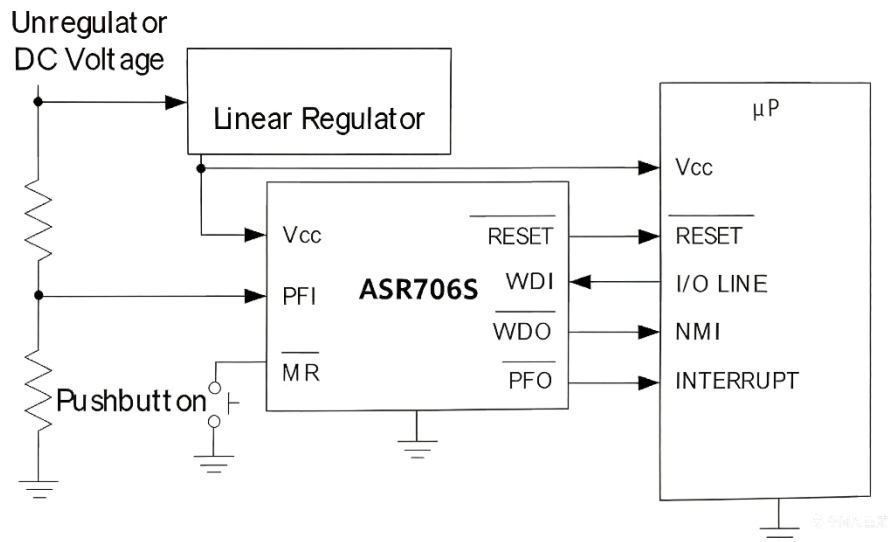 Unregulator
DC Voltage
Linear Regulator
μP
Vcc
Vcc
RESET
RESET
PFI
ASR706S
WDI
I/O LINE
WDO
NMI
MR
PFO
INTERRUPT
Pushbutton